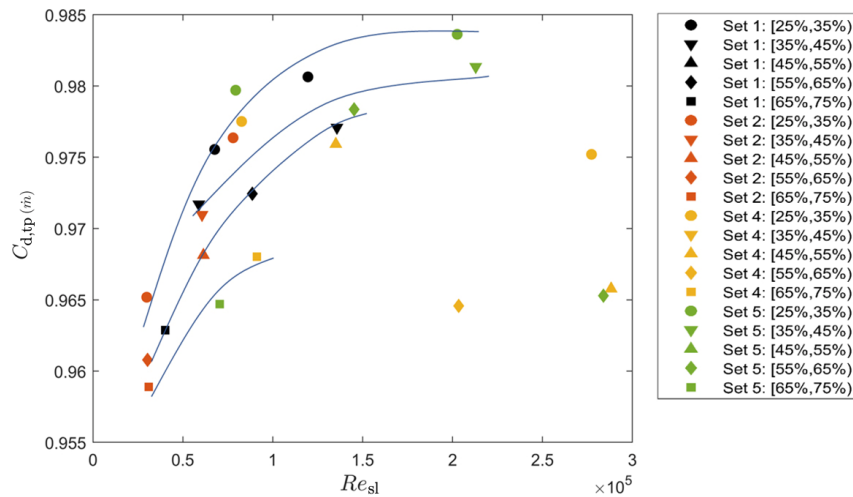 0.985
0.98
0.975
0.97
0.965
0.96
0.955
C_d,tp (ṁ)
0 0.5 1 1.5 2 2.5 3
Re_sl ×10^5
Set 1: [25%,35%)
Set 1: [35%,45%)
Set 1: [45%,55%)
Set 1: [55%,65%)
Set 1: [65%,75%)
Set 2: [25%,35%)
Set 2: [35%,45%)
Set 2: [45%,55%)
Set 2: [55%,65%)
Set 2: [65%,75%)
Set 4: [25%,35%)
Set 4: [35%,45%)
Set 4: [45%,55%)
Set 4: [55%,65%)
Set 4: [65%,75%)
Set 5: [25%,35%)
Set 5: [35%,45%)
Set 5: [45%,55%)
Set 5: [55%,65%)
Set 5: [65%,75%)